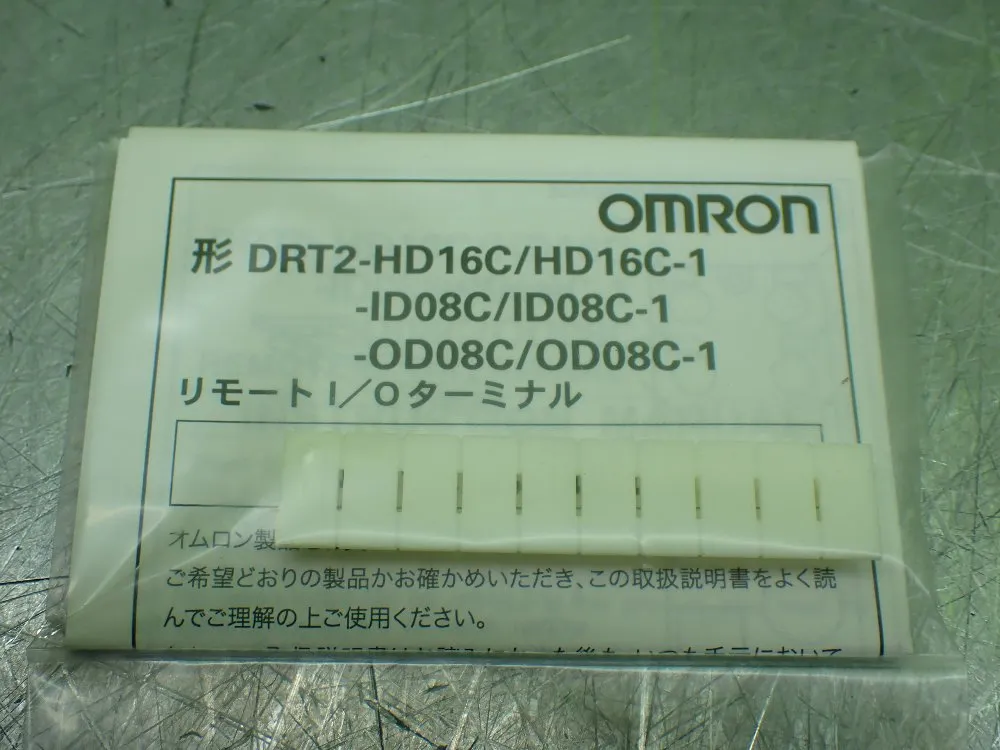 OMRON
形 DRT2-HD16C/HD16C-1
-ID08C/ID08C-1
-OD08C/OD08C-1
リモートI/Oターミナル
オムロン製
ご希望どおりの製品かお確かめいただき、この取扱説明書をよく読
んでご理解の上ご使用ください。